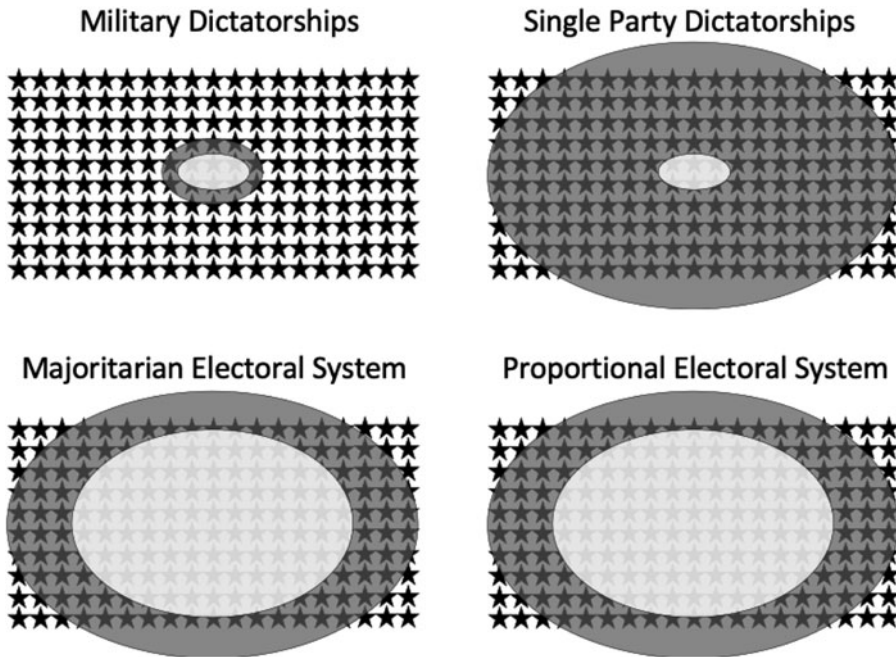 Military Dictatorships
Single Party Dictatorships
Majoritarian Electoral System
Proportional Electoral System